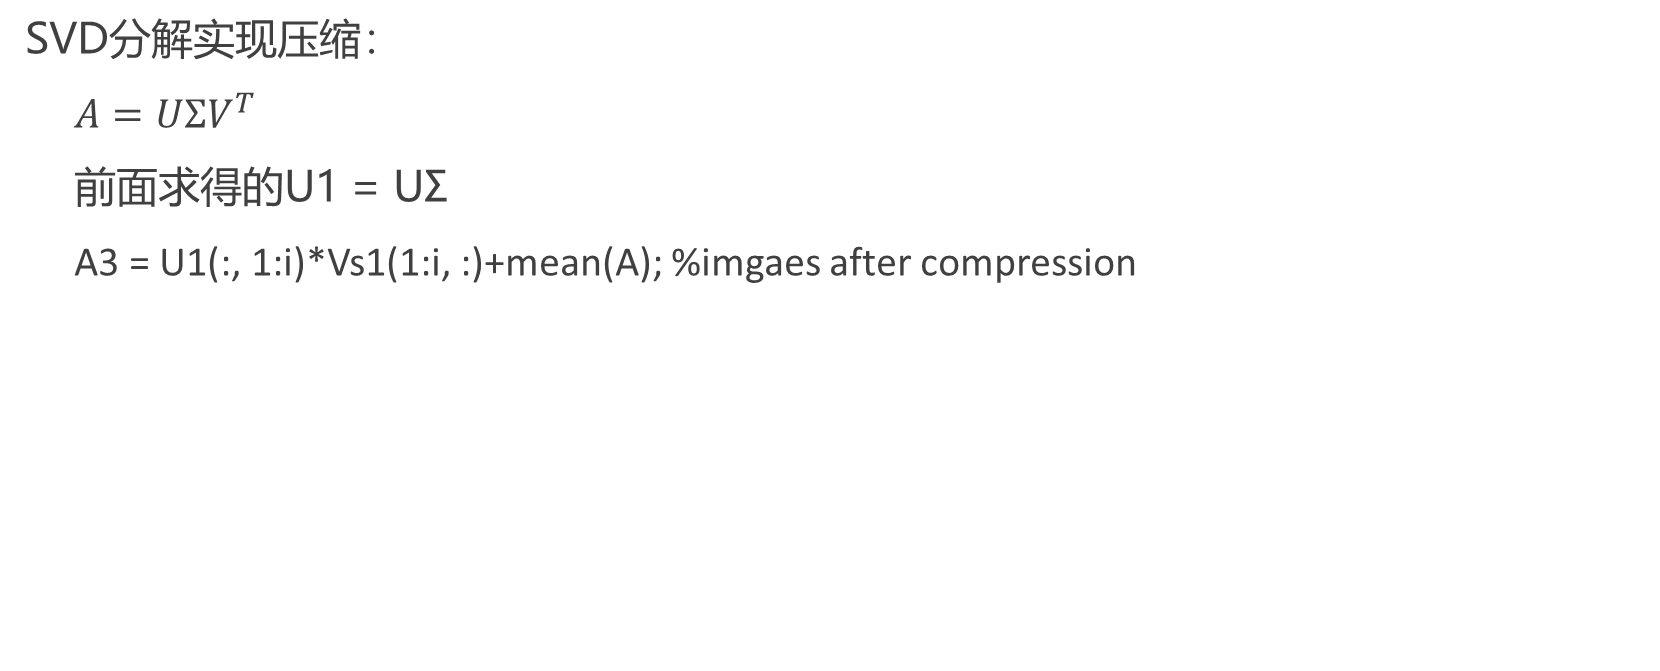 SVD分解实现压缩：
A = UΣV^T
前面求得的U1 = UΣ
A3 = U1(:, 1:i)*Vs1(1:i, :)+mean(A); %imgaes after compression